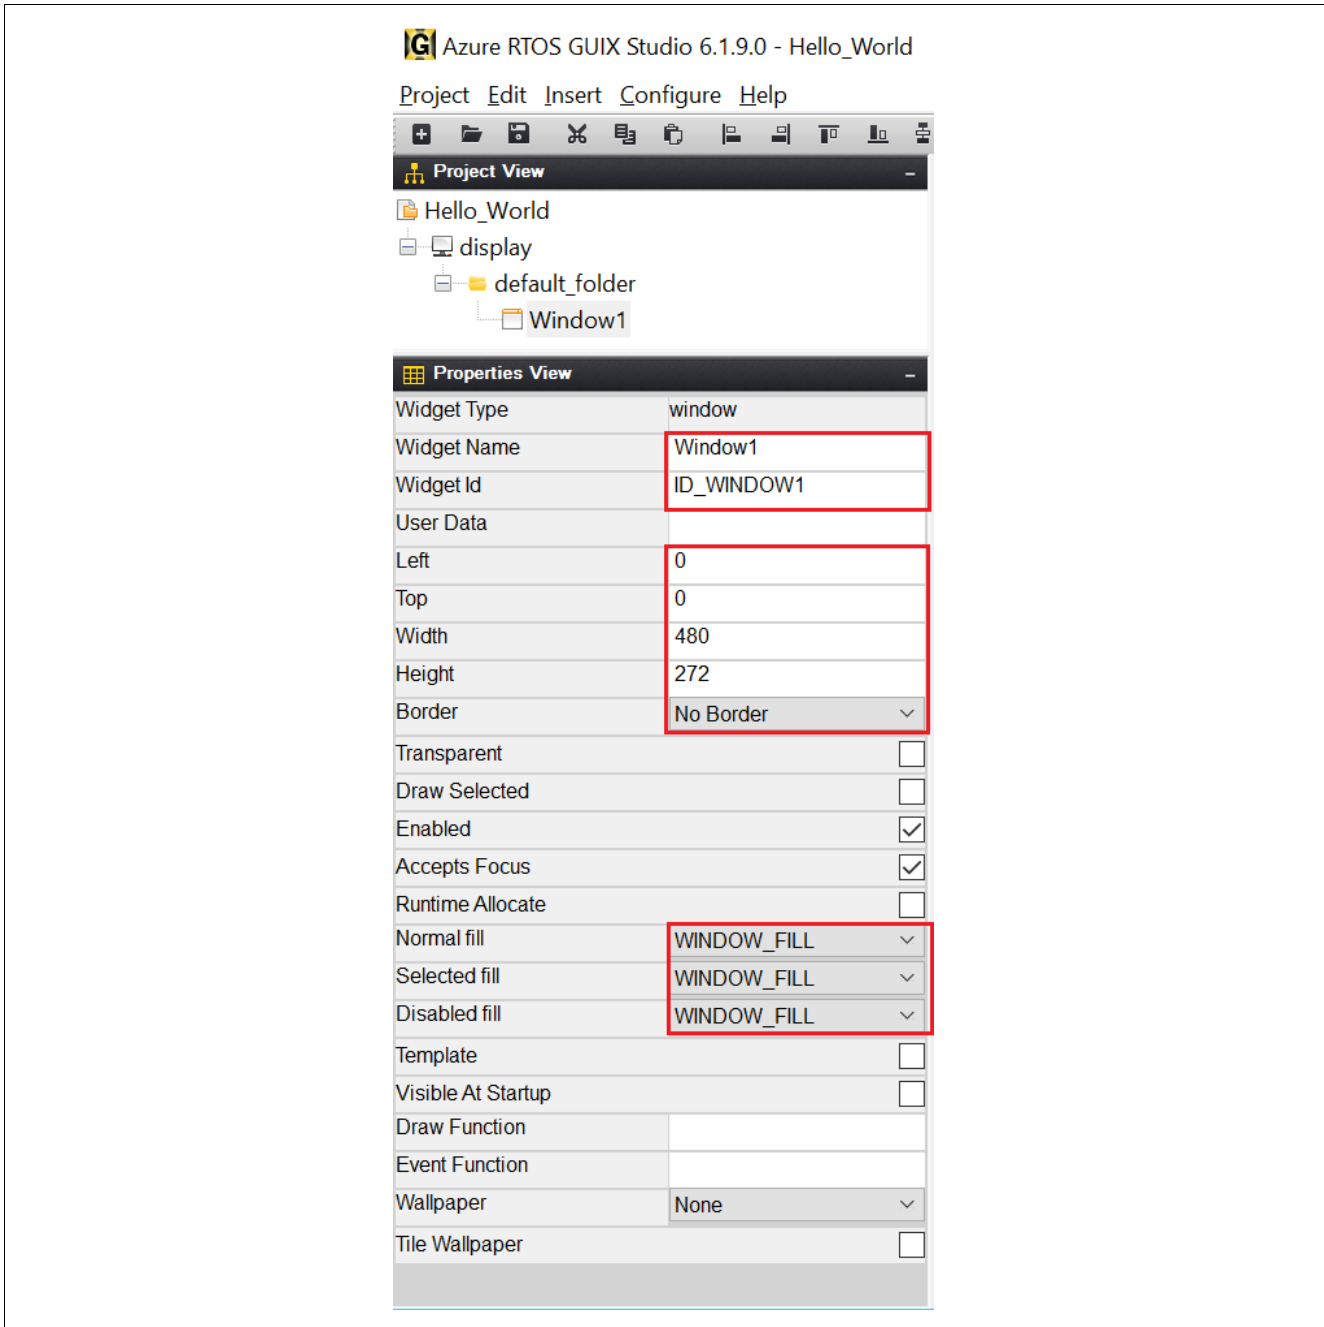 Azure RTOS GUIX Studio 6.1.9.0 - Hello_World
Project Edit Insert Configure Help
Project View
Hello_World
display
default_folder
Window1
Properties View
Widget Type window
Widget Name Window1
Widget Id ID_WINDOW1
User Data
Left 0
Top 0
Width 480
Height 272
Border No Border
Transparent
Draw Selected
Enabled
Accepts Focus
Runtime Allocate
Normal fill WINDOW_FILL
Selected fill WINDOW_FILL
Disabled fill WINDOW_FILL
Template
Visible At Startup
Draw Function
Event Function
Wallpaper None
Tile Wallpaper